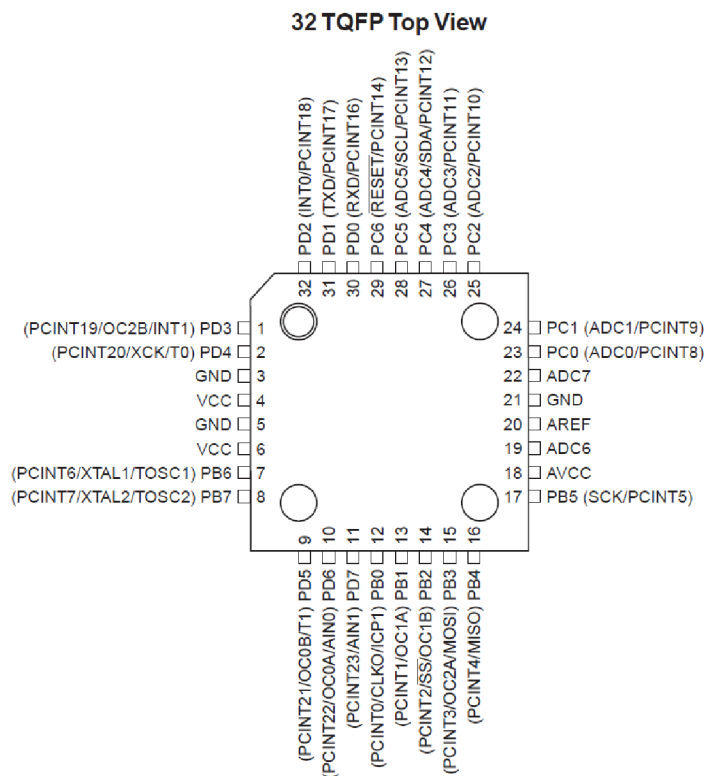 32 TQFP Top View
PD2 (INT0/PCINT18)
PD1 (TXD/PCINT17)
PD0 (RXD/PCINT16)
PC6 (RESET/PCINT14)
PC5 (ADC5/SCL/PCINT13)
PC4 (ADC4/SDA/PCINT12)
PC3 (ADC3/PCINT11)
PC2 (ADC2/PCINT10)
32 31 30 29 28 27 26 25
(PCINT19/OC2B/INT1) PD3 1
(PCINT20/XCK/T0) PD4 2
GND 3
VCC 4
GND 5
VCC 6
(PCINT6/XTAL1/TOSC1) PB6 7
(PCINT7/XTAL2/TOSC2) PB7 8
24 PC1 (ADC1/PCINT9)
23 PC0 (ADC0/PCINT8)
22 ADC7
21 GND
20 AREF
19 ADC6
18 AVCC
17 PB5 (SCK/PCINT5)
9 10 11 12 13 14 15 16
(PCINT21/OC0B/T1) PD5
(PCINT22/OC0A/AIN0) PD6
(PCINT23/AIN1) PD7
(PCINT0/CLKO/ICP1) PB0
(PCINT1/OC1A) PB1
(PCINT2/SS/OC1B) PB2
(PCINT3/OC2A/MOSI) PB3
(PCINT4/MISO) PB4